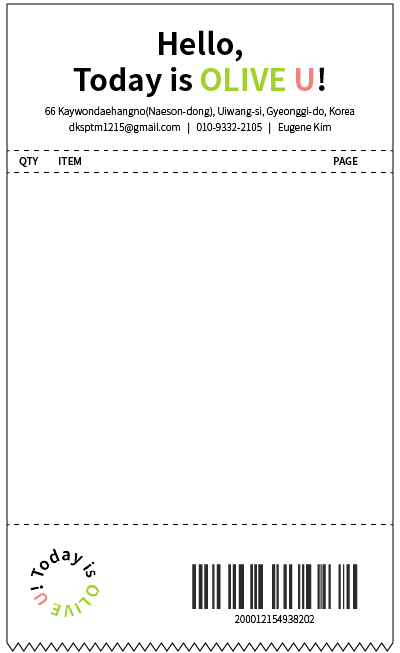 Hello,
Today is OLIVE U!
66 Kaywondaehangno(Naeson-dong), Uiwang-si, Gyeonggi-do, Korea
dksptm1215@gmail.com | 010-9332-2105 | Eugene Kim
QTY ITEM PAGE
Today is OLIVE U!
200012154938202